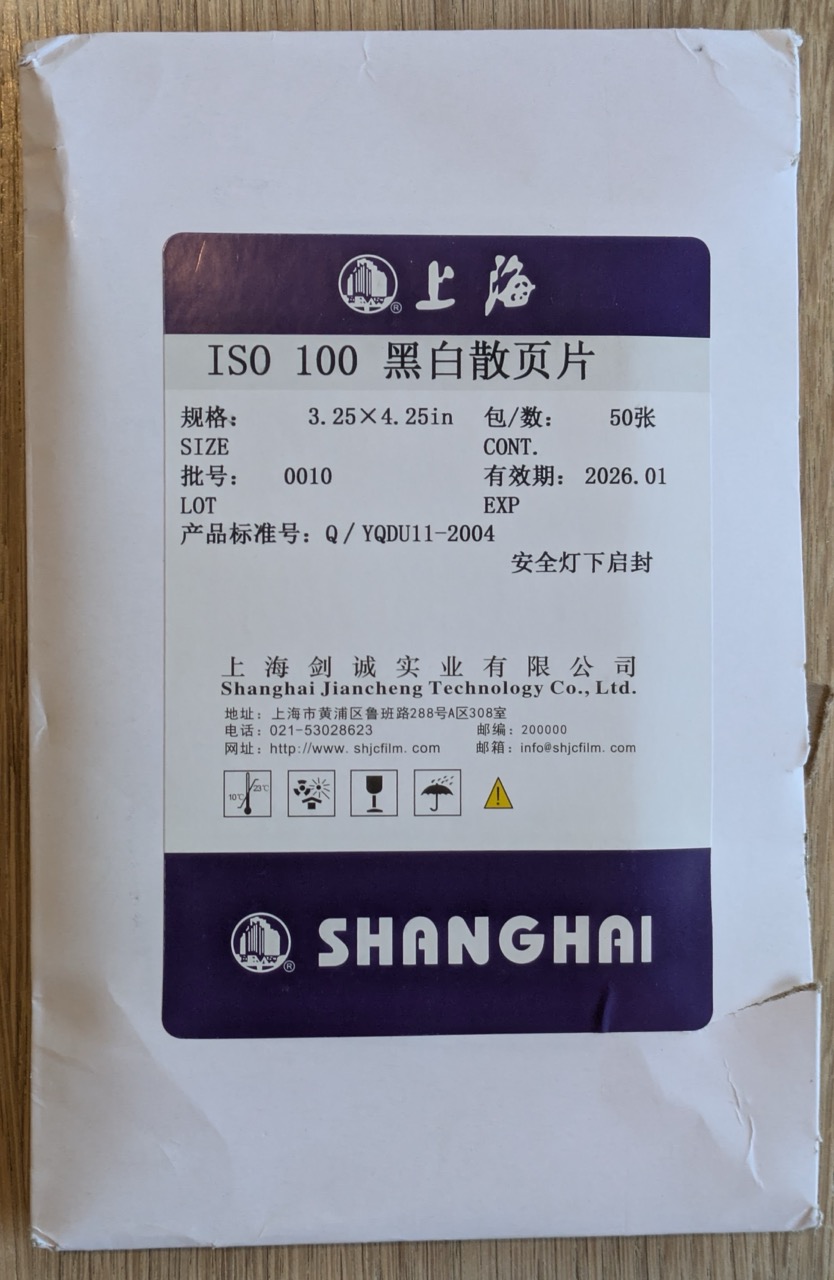 ® 上海
ISO 100 黑白散页片
规格： 3.25×4.25in 包/数： 50张
SIZE CONT.
批号： 0010 有效期： 2026.01
LOT EXP
产品标准号：Q/YQDU11-2004
安全灯下启封
上海剑诚实业有限公司
Shanghai Jiancheng Technology Co., Ltd.
地址：上海市黄浦区鲁班路288号A区308室
电话：021-53028623 邮编：200000
网址：http://www. shjcfilm. com 邮箱：info@shjcfilm. com
10℃ 23℃
® SHANGHAI